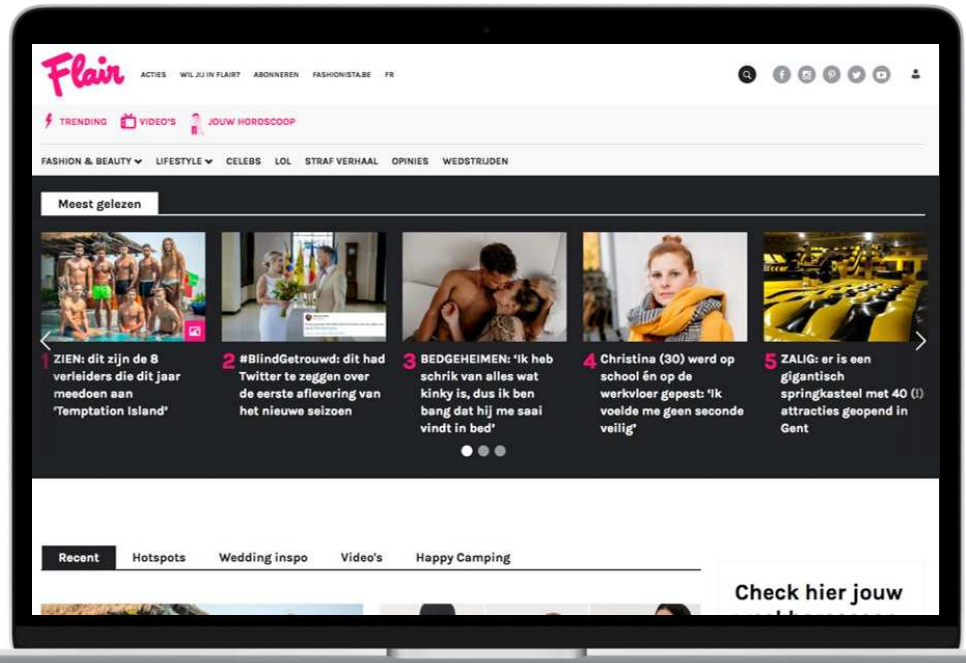 Flair
ACTIES WIL JIJ IN FLAIR? ABONNEREN FASHIONISTA.BE FR
TRENDING VIDEO'S JOUW HOROSCOOP
FASHION & BEAUTY LIFESTYLE CELEBS LOL STRAF VERHAAL OPINIES WEDSTRIJDEN
Meest gelezen
1 ZIEN: dit zijn de 8
verleiders die dit jaar
meedoen aan
‘Temptation Island’
2 #BlindGetrouwd: dit had
Twitter te zeggen over
de eerste aflevering van
het nieuwe seizoen
3 BEDGEHEIMEN: ‘Ik heb
schrik van alles wat
kinky is, dus ik ben
bang dat hij me saai
vindt in bed’
4 Christina (30) werd op
school én op de
werkvloer gepest: ‘Ik
voelde me geen seconde
veilig’
5 ZALIG: er is een
gigantisch
springkasteel met 40 (!)
attracties geopend in
Gent
Recent Hotspots Wedding inspo Video's Happy Camping
Check hier jouw